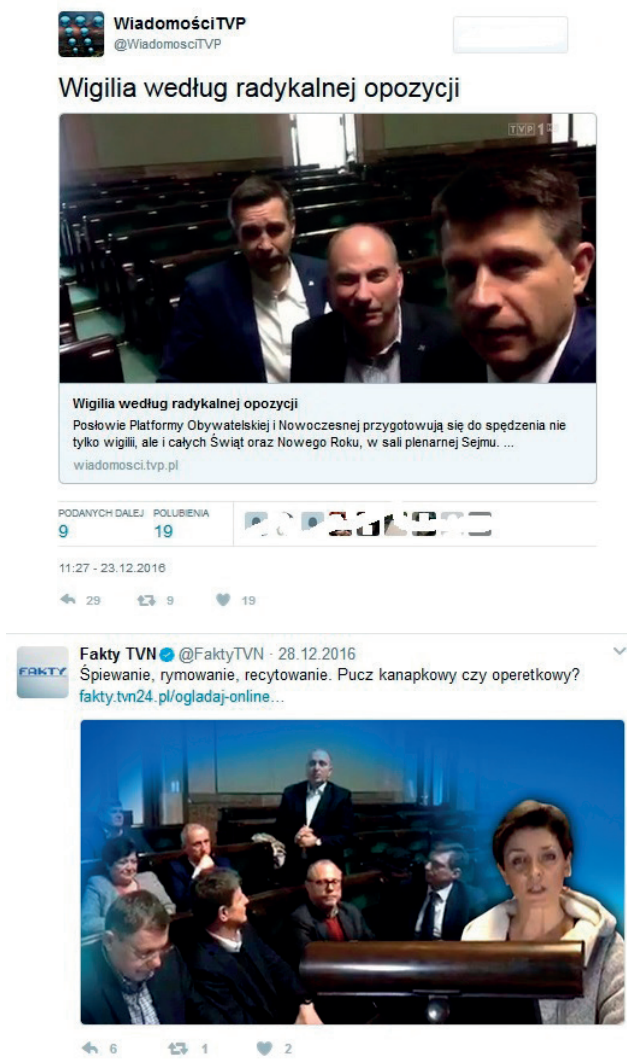 WiadomościTVP
@WiadomosciTVP
Wigilia według radykalnej opozycji
TVP 1
Wigilia według radykalnej opozycji
Posłowie Platformy Obywatelskiej i Nowoczesnej przygotowują się do spędzenia nie
tylko wigilii, ale i całych Świąt oraz Nowego Roku, w sali plenarnej Sejmu. ...
wiadomosci.tvp.pl
PODANYCH DALEJ POLUBIENIA
9 19
11:27 - 23.12.2016
29 9 19
Fakty TVN @FaktyTVN · 28.12.2016
FAKTY
Śpiewanie, rymowanie, recytowanie. Pucz kanapkowy czy operetkowy?
fakty.tvn24.pl/ogladaj-online...
6 1 2